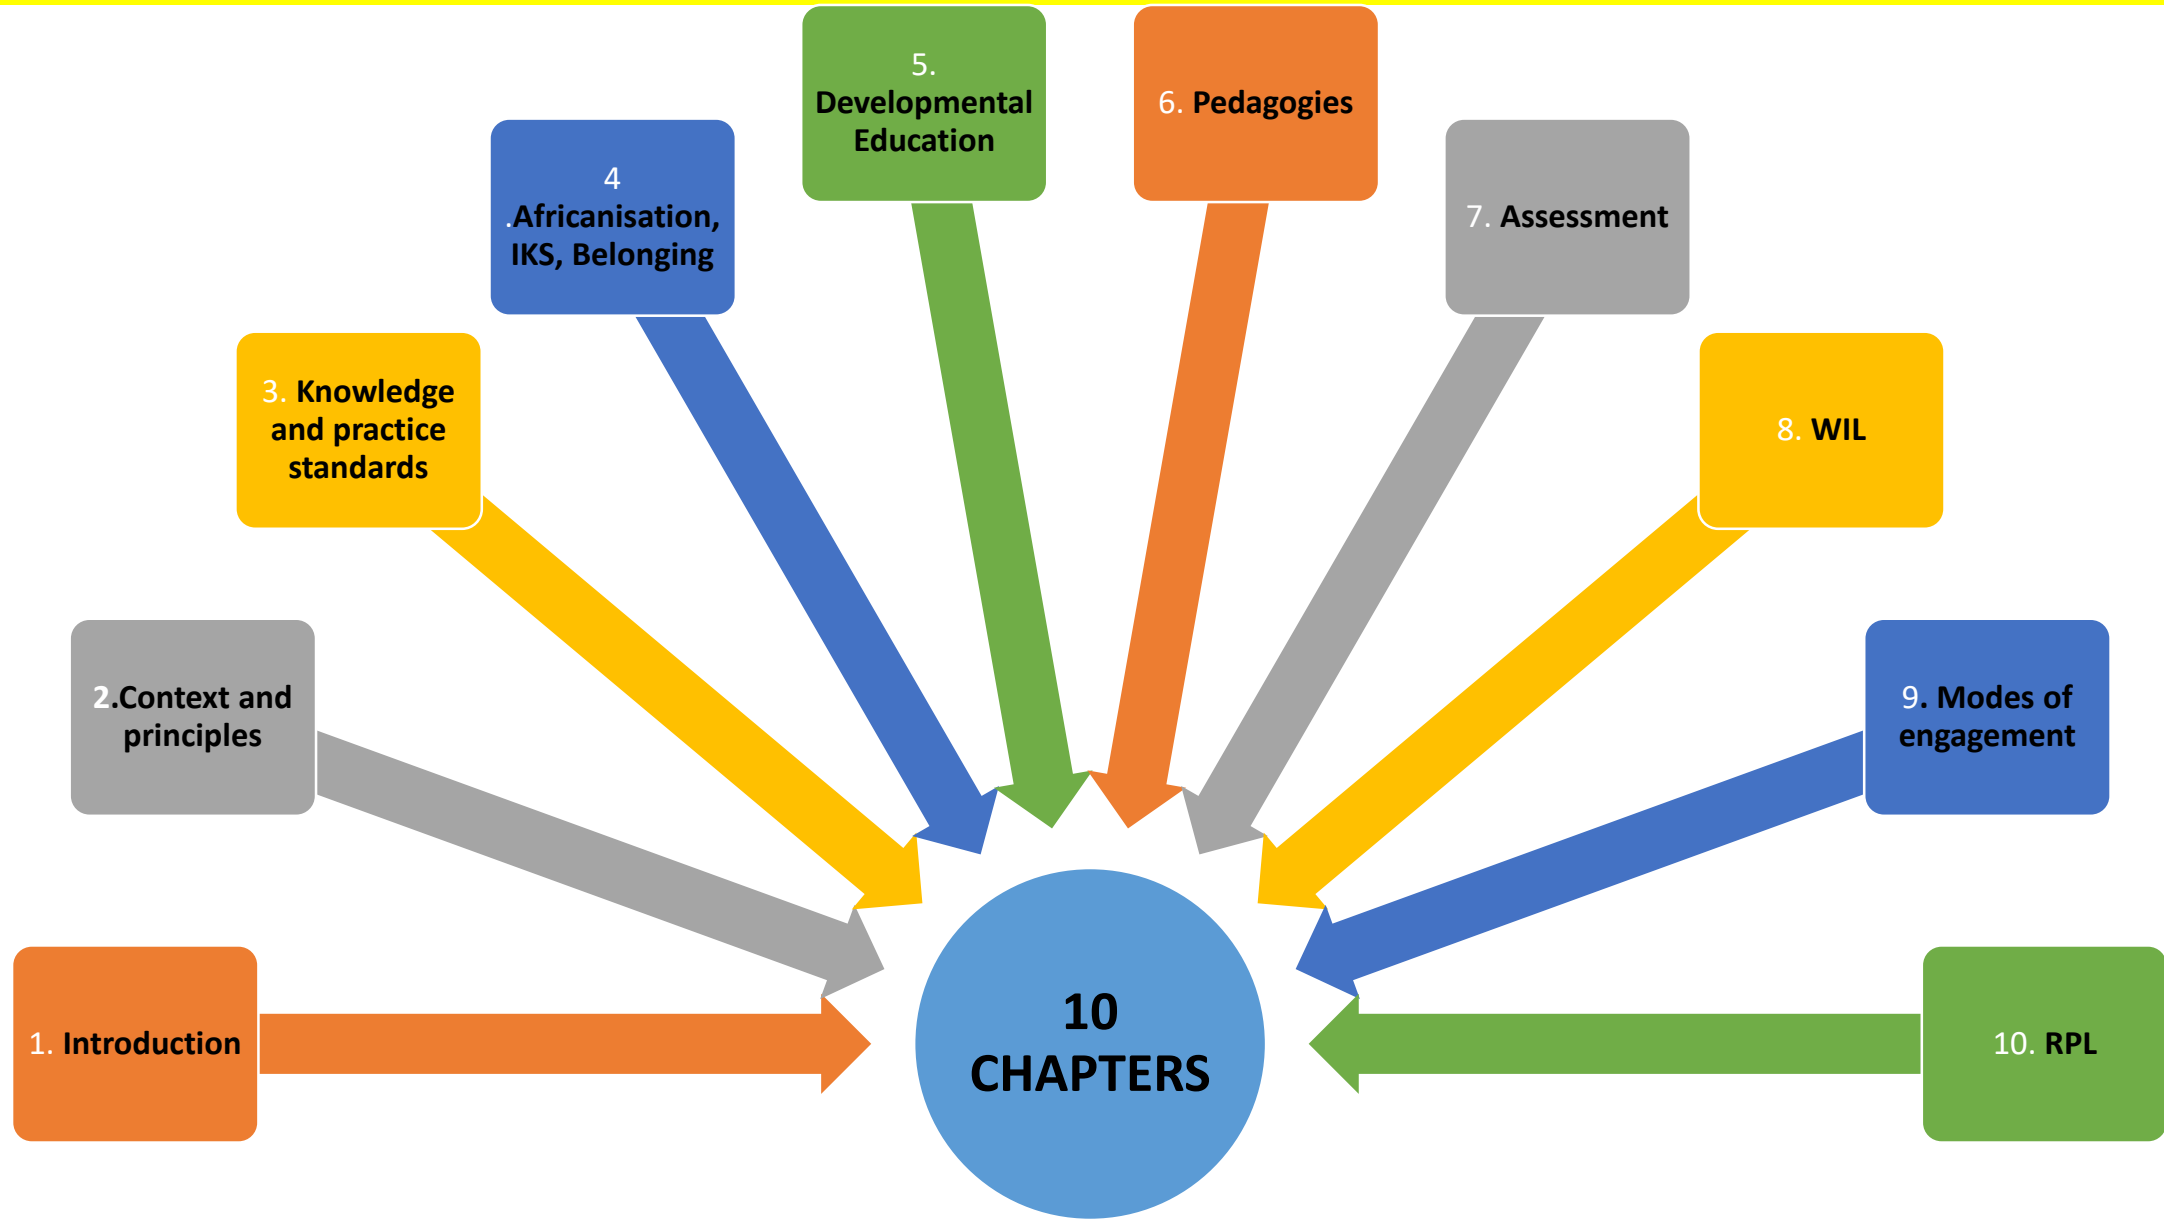 1. Introduction
2.Context and
principles
3. Knowledge
and practice
standards
4
.Africanisation,
IKS, Belonging
5.
Developmental
Education
6. Pedagogies
7. Assessment
8. WIL
9. Modes of
engagement
10. RPL
10
CHAPTERS